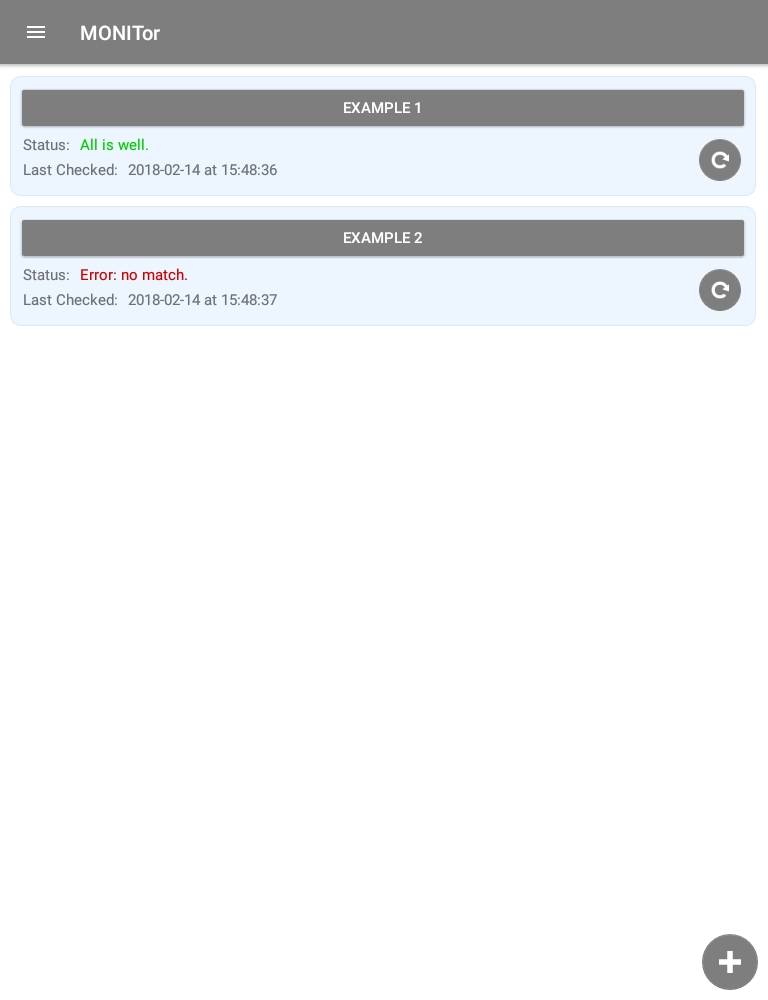 MONITor
EXAMPLE 1
Status: All is well.
Last Checked: 2018-02-14 at 15:48:36
EXAMPLE 2
Status: Error: no match.
Last Checked: 2018-02-14 at 15:48:37